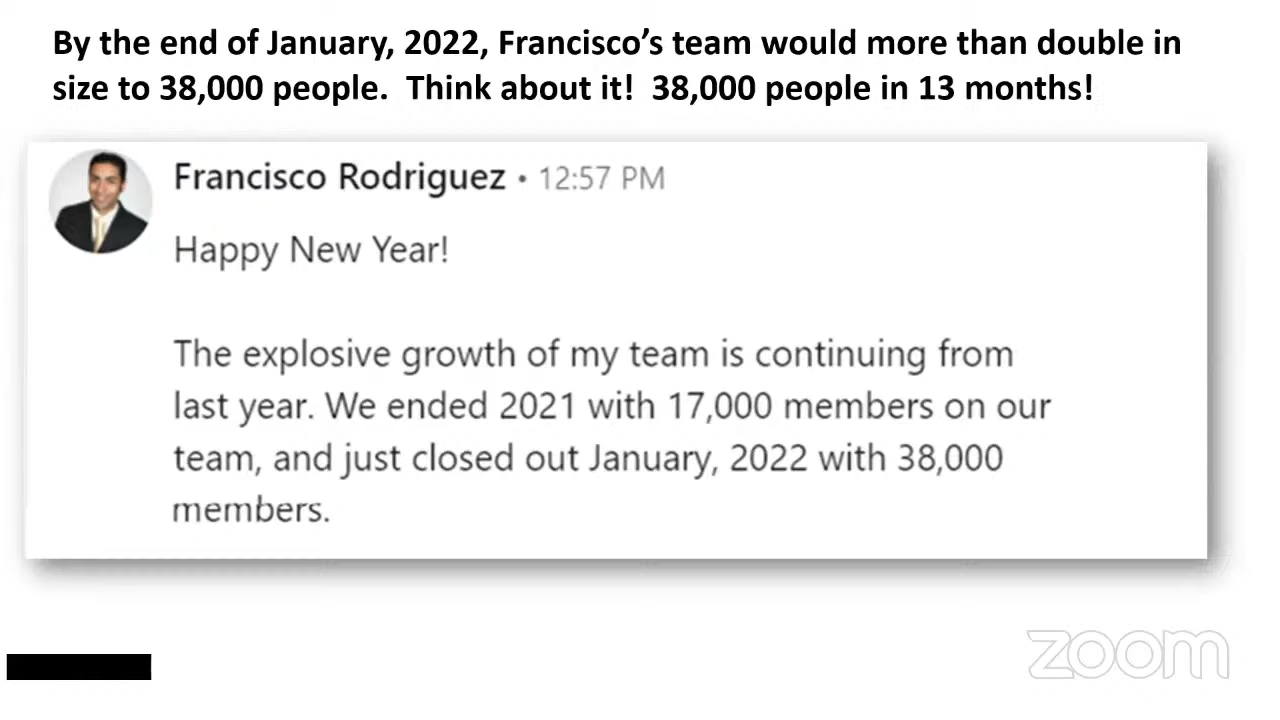 By the end of January, 2022, Francisco’s team would more than double in
size to 38,000 people.  Think about it!  38,000 people in 13 months!
Francisco Rodriguez • 12:57 PM
Happy New Year!
The explosive growth of my team is continuing from
last year. We ended 2021 with 17,000 members on our
team, and just closed out January, 2022 with 38,000
members.
zoom